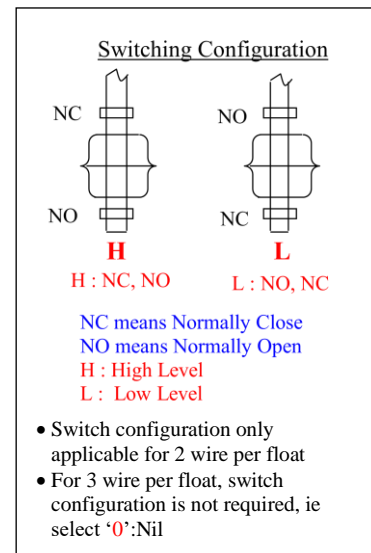 Switching Configuration
NC NO
NO NC
H L
H : NC, NO L : NO, NC
NC means Normally Close
NO means Normally Open
H : High Level
L : Low Level
• Switch configuration only
applicable for 2 wire per float
• For 3 wire per float, switch
configuration is not required, ie
select ‘0’:Nil